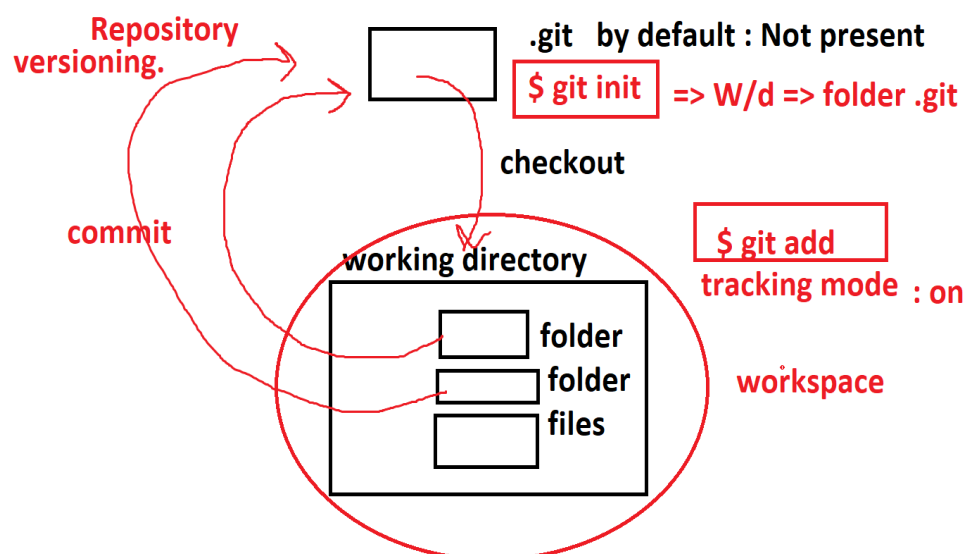 Repository
versioning.
.git by default : Not present
$ git init
=> W/d => folder .git
checkout
commit
$ git add
tracking mode : on
working directory
folder
folder
files
workspace